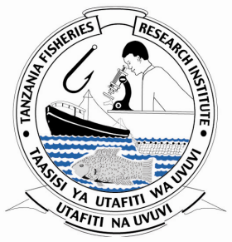 TANZANIA FISHERIES RESEARCH INSTITUTE
TAASISI YA UTAFITI WA UVUVI
UTAFITI NA UVUVI